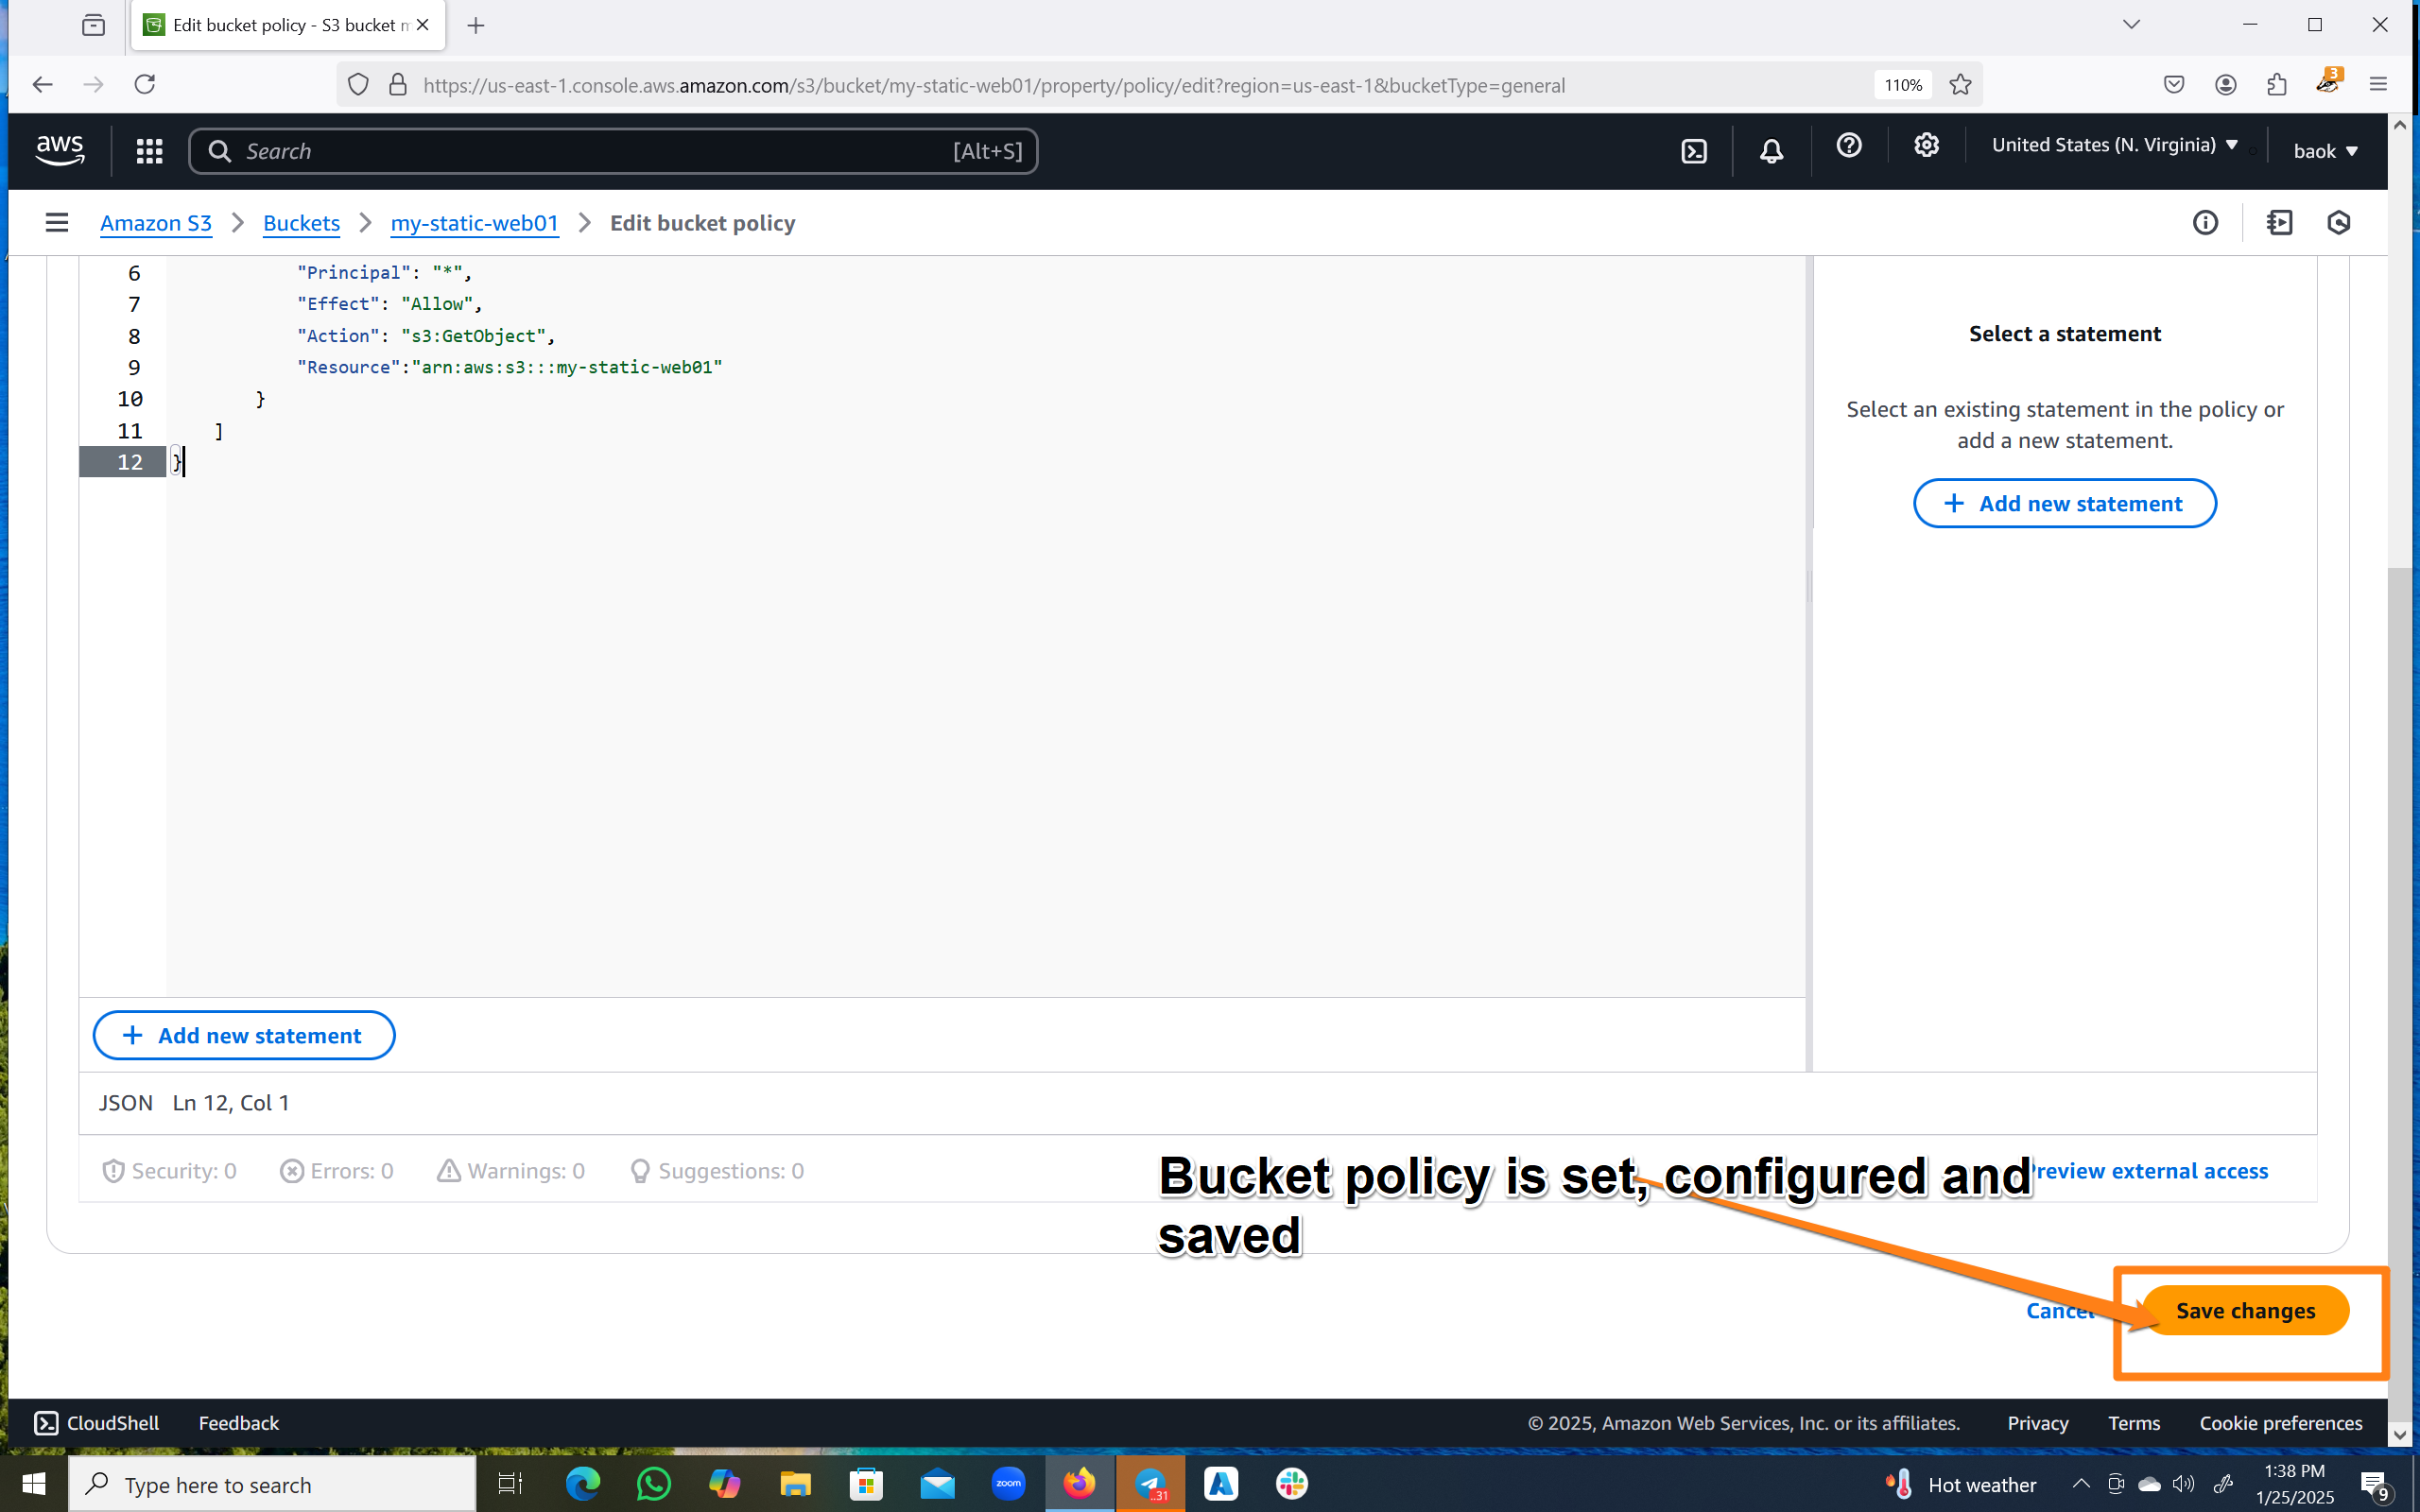 Edit bucket policy - S3 bucket m
https://us-east-1.console.aws.amazon.com/s3/bucket/my-static-web01/property/policy/edit?region=us-east-1&bucketType=general
110%
3
aws
Search
[Alt+S]
United States (N. Virginia)
baok
Amazon S3 > Buckets > my-static-web01 > Edit bucket policy
6 "Principal": "*",
7 "Effect": "Allow",
8 "Action": "s3:GetObject",
9 "Resource":"arn:aws:s3:::my-static-web01"
10 }
11 ]
12 }
Select a statement
Select an existing statement in the policy or
add a new statement.
+ Add new statement
+ Add new statement
JSON Ln 12, Col 1
Security: 0 Errors: 0 Warnings: 0 Suggestions: 0
review external access
Bucket policy is set, configured and
saved
Cancel
Save changes
CloudShell Feedback
© 2025, Amazon Web Services, Inc. or its affiliates. Privacy Terms Cookie preferences
Type here to search
zoom
31
Hot weather
1:38 PM
1/25/2025
9